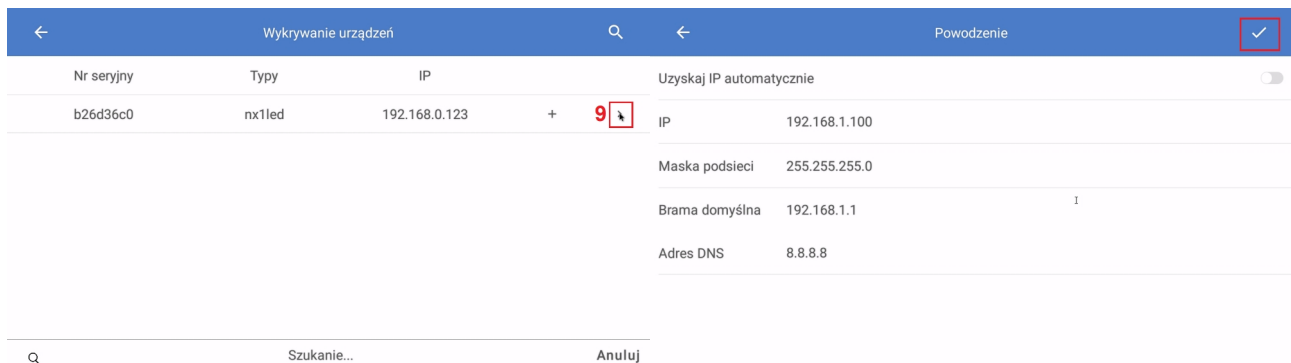 Wykrywanie urządzeń
Nr seryjny Typy IP
b26d36c0 nx1led 192.168.0.123 + 9
Szukanie... Anuluj
Powodzenie
Uzyskaj IP automatycznie
IP 192.168.1.100
Maska podsieci 255.255.255.0
Brama domyślna 192.168.1.1
Adres DNS 8.8.8.8